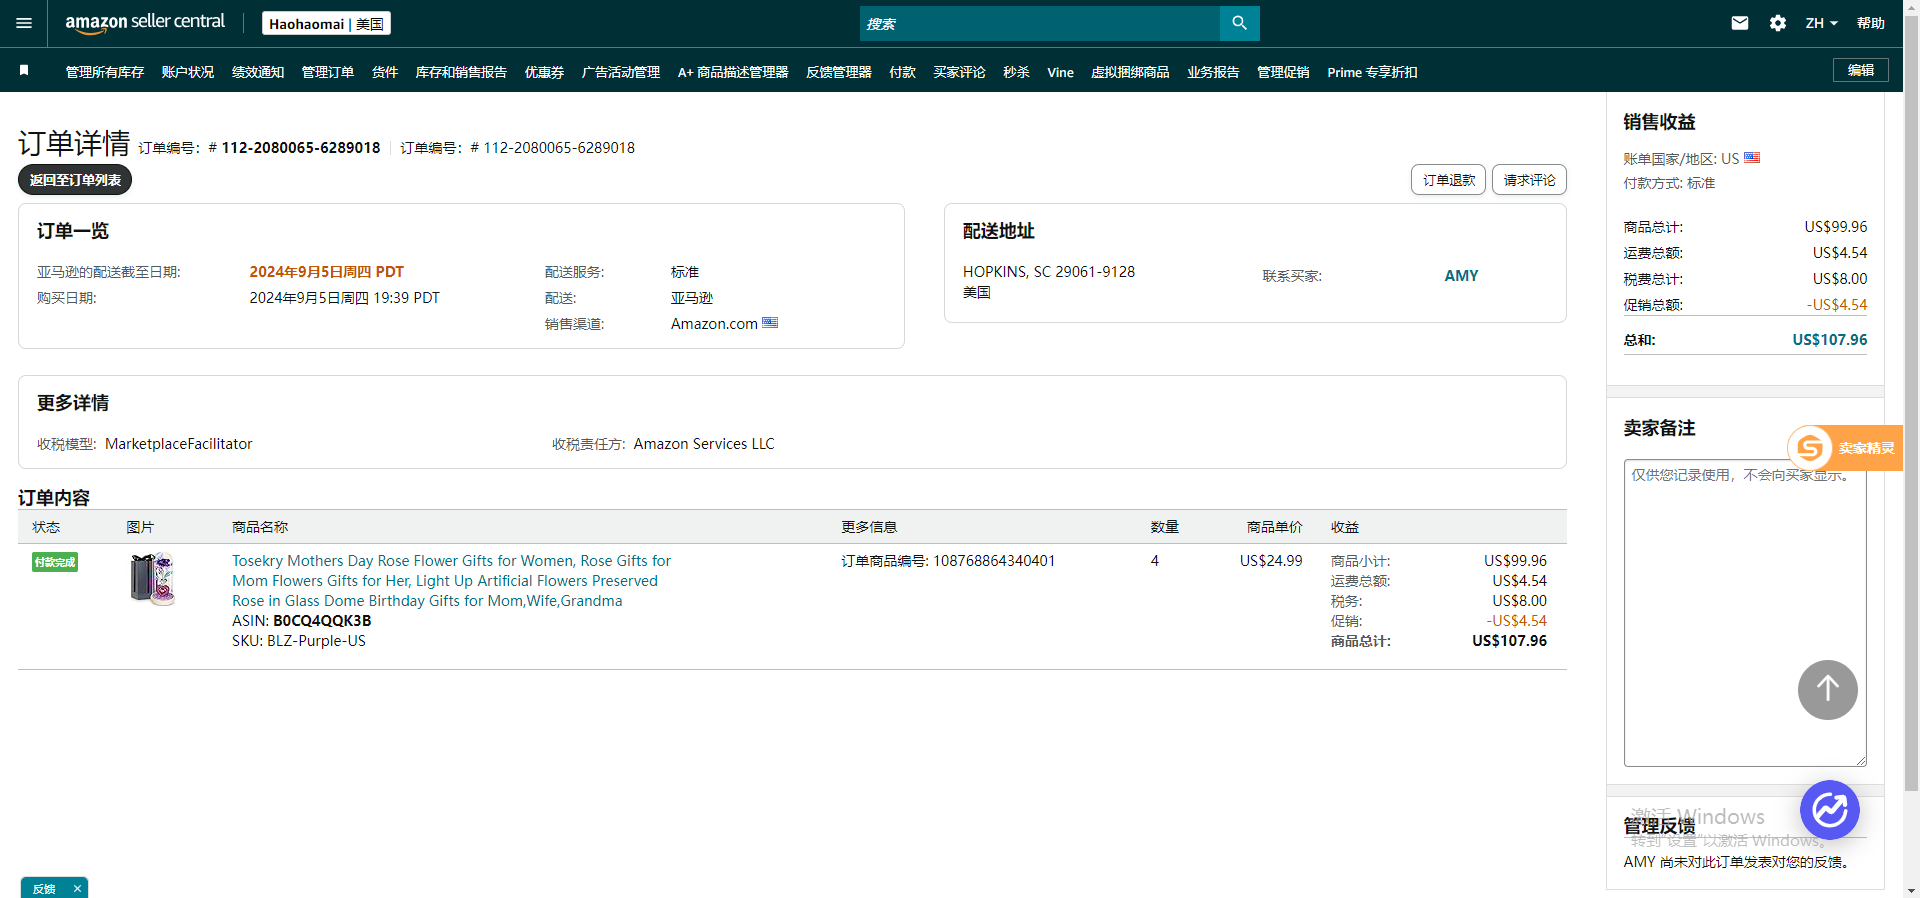 amazon seller central
Haohaomai | 美国
搜索
ZH
帮助
管理所有库存 账户状况 绩效通知 管理订单 货件 库存和销售报告 优惠券 广告活动管理 A+ 商品描述管理器 反馈管理器 付款 买家评论 秒杀 Vine 虚拟捆绑商品 业务报告 管理促销 Prime 专享折扣
编辑
订单详情 订单编号：# 112-2080065-6289018 订单编号：# 112-2080065-6289018
返回至订单列表
订单退款 请求评论
订单一览
亚马逊的配送截至日期: 2024年9月5日周四 PDT 配送服务: 标准
购买日期: 2024年9月5日周四 19:39 PDT 配送: 亚马逊
销售渠道: Amazon.com
配送地址
HOPKINS, SC 29061-9128
美国
联系买家: AMY
更多详情
收税模型: MarketplaceFacilitator 收税责任方: Amazon Services LLC
订单内容
状态 图片 商品名称 更多信息 数量 商品单价 收益
付款完成
Tosekry Mothers Day Rose Flower Gifts for Women, Rose Gifts for
Mom Flowers Gifts for Her, Light Up Artificial Flowers Preserved
Rose in Glass Dome Birthday Gifts for Mom,Wife,Grandma
ASIN: B0CQ4QQK3B
SKU: BLZ-Purple-US
订单商品编号: 108768864340401
4
US$24.99
商品小计: US$99.96
运费总额: US$4.54
税务: US$8.00
促销: -US$4.54
商品总计: US$107.96
销售收益
账单国家/地区: US
付款方式: 标准
商品总计: US$99.96
运费总额: US$4.54
税费总计: US$8.00
促销总额: -US$4.54
总和: US$107.96
卖家备注
卖家精灵
仅供您记录使用，不会向买家显示。
激活 Windows
管理反馈
转到"设置"以激活 Windows。
AMY 尚未对此订单发表对您的反馈。
反馈 ×